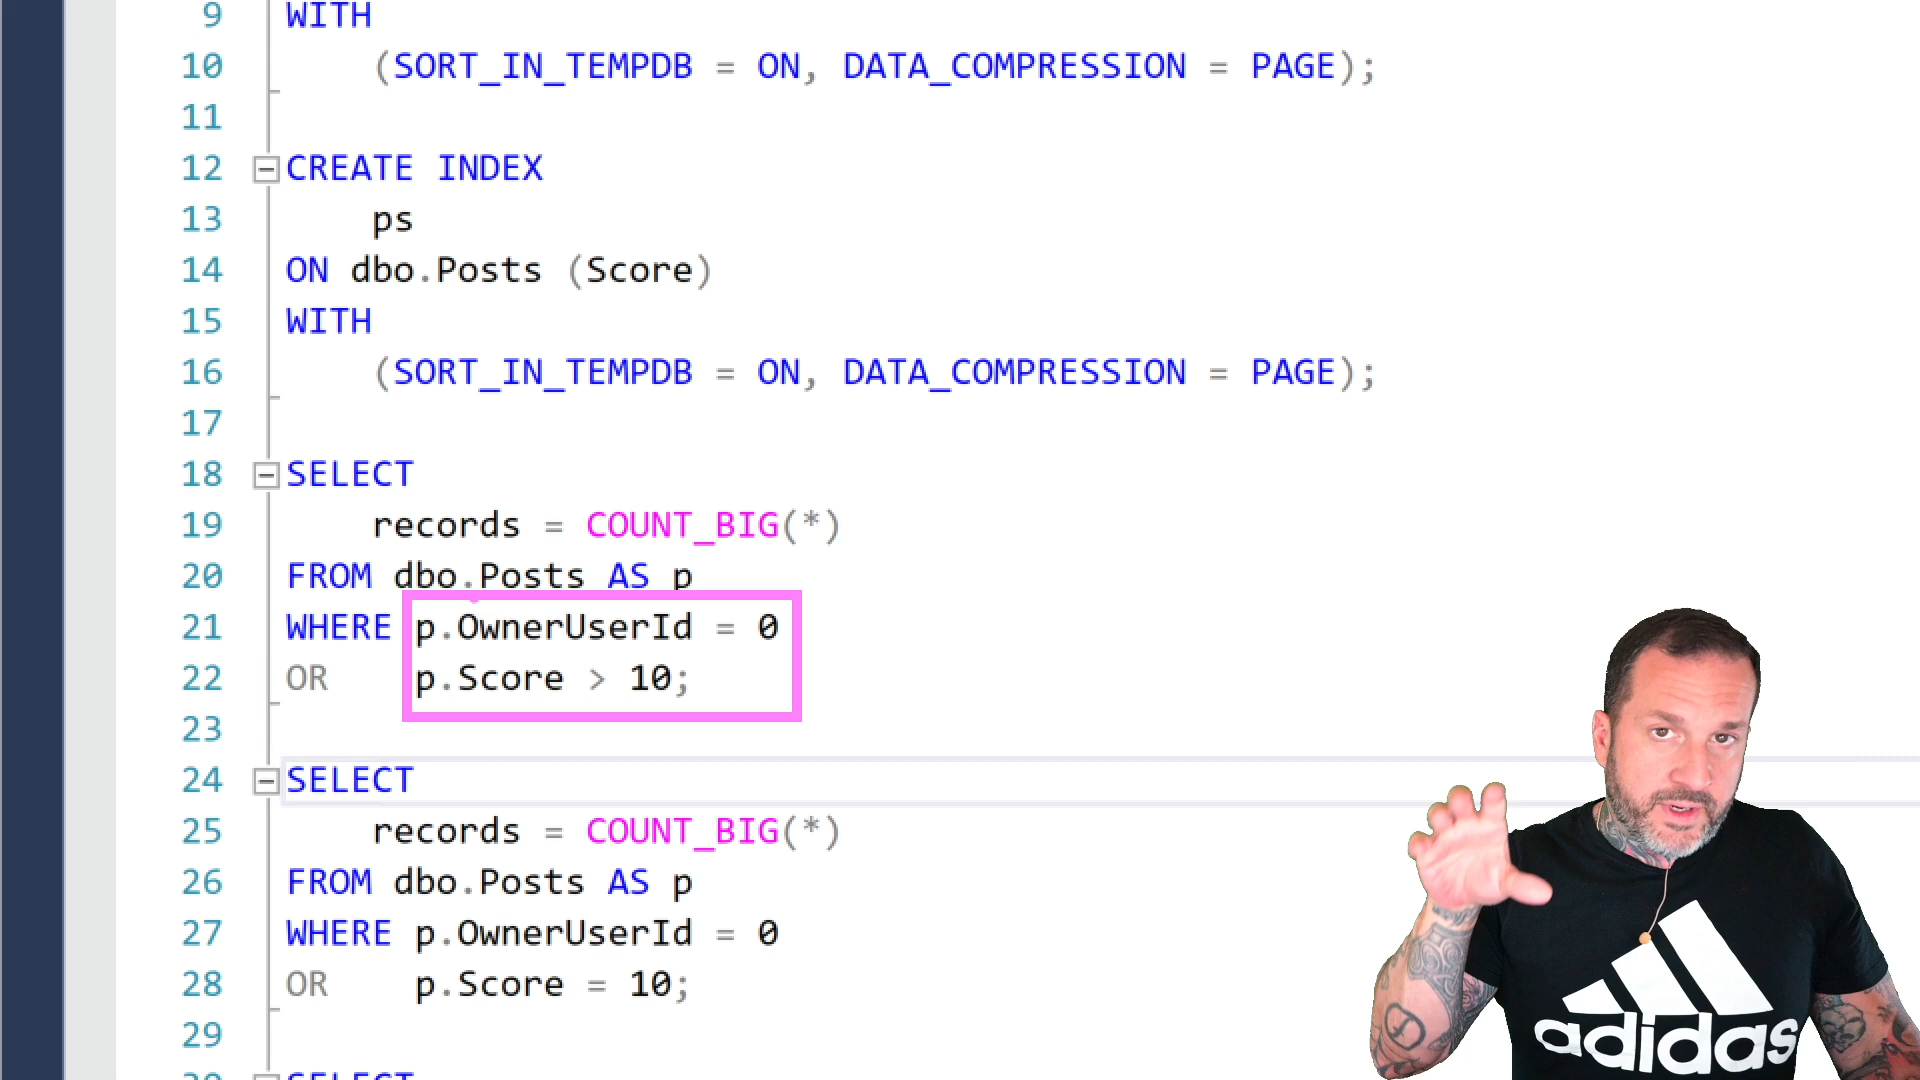 9 WITH
10 (SORT_IN_TEMPDB = ON, DATA_COMPRESSION = PAGE);
11
12 CREATE INDEX
13 ps
14 ON dbo.Posts (Score)
15 WITH
16 (SORT_IN_TEMPDB = ON, DATA_COMPRESSION = PAGE);
17
18 SELECT
19 records = COUNT_BIG(*)
20 FROM dbo.Posts AS p
21 WHERE p.OwnerUserId = 0
22 OR p.Score > 10;
23
24 SELECT
25 records = COUNT_BIG(*)
26 FROM dbo.Posts AS p
27 WHERE p.OwnerUserId = 0
28 OR p.Score = 10;
29
30 SELECT
adidas